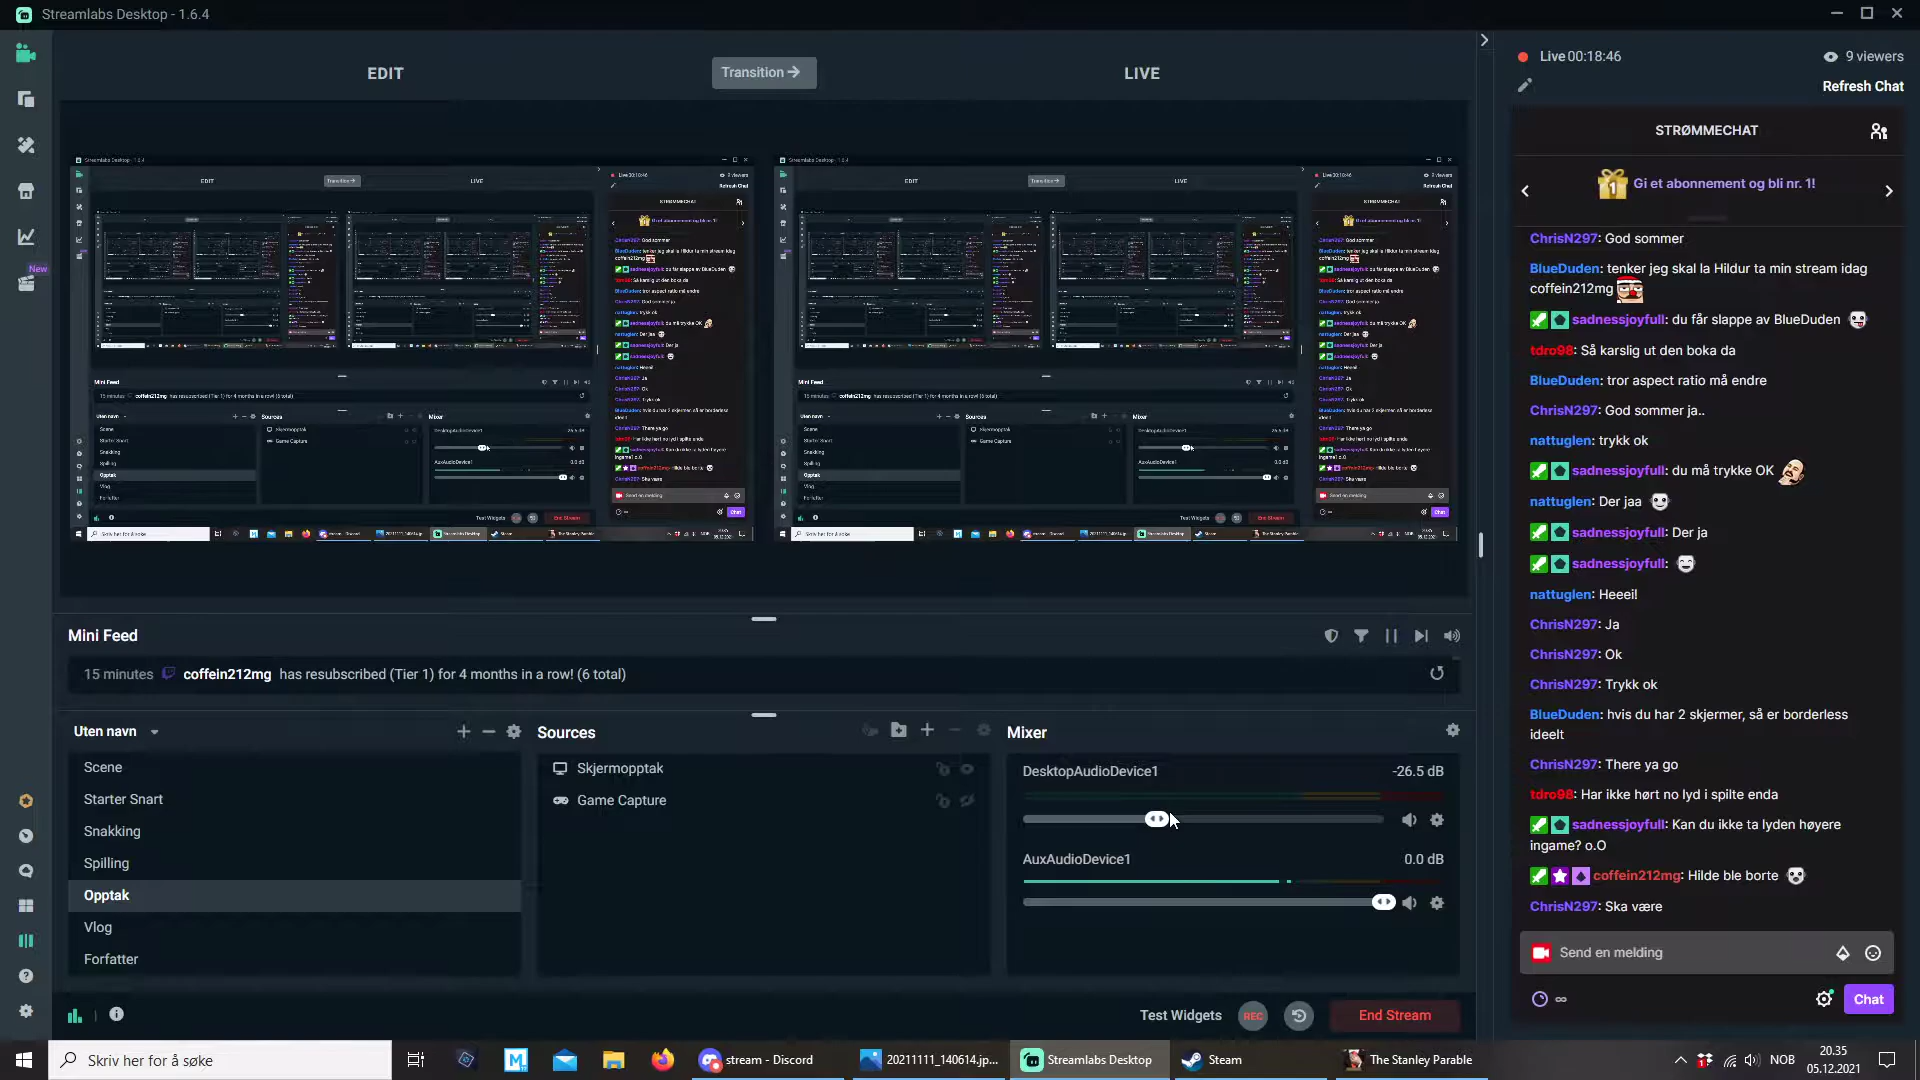 Streamlabs Desktop - 1.6.4
EDIT
Transition
LIVE
Live 00:18:46
9 viewers
Refresh Chat
STRØMMECHAT
1
Gi et abonnement og bli nr. 1!
New
ChrisN297: God sommer
BlueDuden: tenker jeg skal la Hildur ta min stream idag
coffein212mg
sadnessjoyfull: du får slappe av BlueDuden
tdro98: Så karslig ut den boka da
BlueDuden: tror aspect ratio må endre
ChrisN297: God sommer ja..
nattuglen: trykk ok
sadnessjoyfull: du må trykke OK
nattuglen: Der jaa
sadnessjoyfull: Der ja
sadnessjoyfull:
nattuglen: Heeei!
ChrisN297: Ja
ChrisN297: Ok
ChrisN297: Trykk ok
BlueDuden: hvis du har 2 skjermer, så er borderless
ideelt
ChrisN297: There ya go
tdro98: Har ikke hørt no lyd i spilte enda
sadnessjoyfull: Kan du ikke ta lyden høyere
ingame? o.O
coffein212mg: Hilde ble borte
ChrisN297: Ska være
Send en melding
Chat
Mini Feed
15 minutes coffein212mg has resubscribed (Tier 1) for 4 months in a row! (6 total)
Uten navn
Scene
Starter Snart
Snakking
Spilling
Opptak
Vlog
Forfatter
Sources
Skjermopptak
Game Capture
Mixer
DesktopAudioDevice1
-26.5 dB
AuxAudioDevice1
0.0 dB
Test Widgets
REC
End Stream
Skriv her for å søke
stream - Discord
20211111_140614.jp...
Streamlabs Desktop
Steam
The Stanley Parable
NOB
20.35
05.12.2021